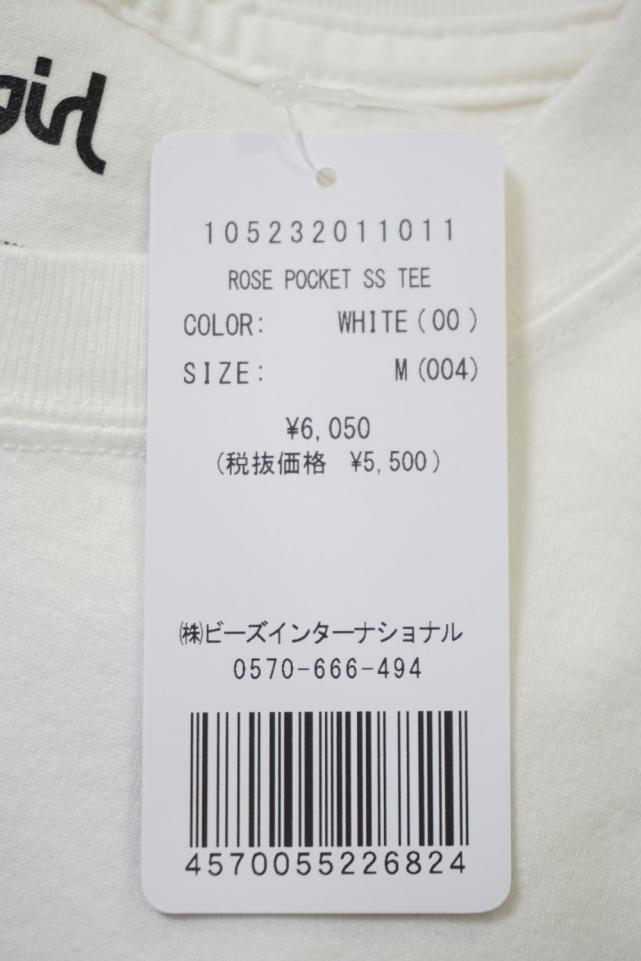 girl
105232011011
ROSE POCKET SS TEE
COLOR: WHITE(00)
SIZE: M(004)
¥6,050
(税抜価格 ¥5,500)
㈱ビーズインターナショナル
0570-666-494
4570055226824